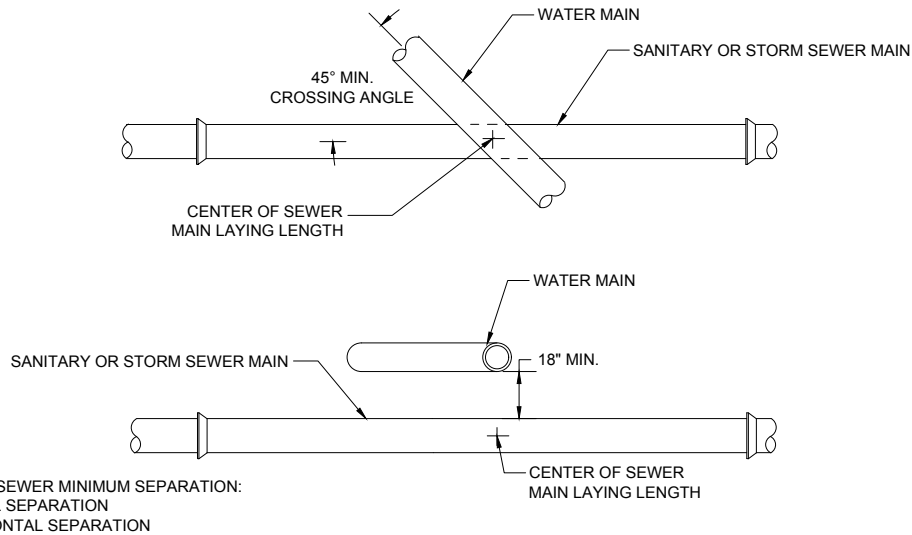 WATER MAIN
SANITARY OR STORM SEWER MAIN
45° MIN.
CROSSING ANGLE
CENTER OF SEWER
MAIN LAYING LENGTH
WATER MAIN
SANITARY OR STORM SEWER MAIN
18" MIN.
CENTER OF SEWER
MAIN LAYING LENGTH
SEWER MINIMUM SEPARATION:
SEPARATION
SEPARATION